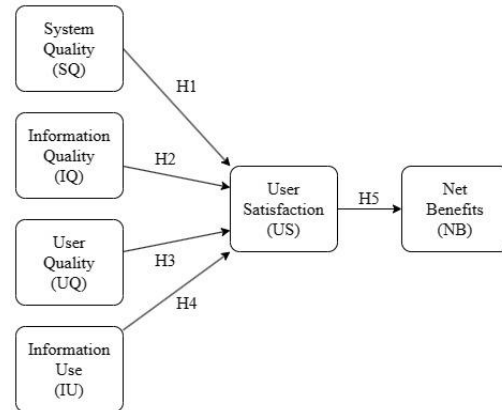 System
Quality
(SQ)
H1
Information
Quality
(IQ)
H2
User
Satisfaction
(US)
H5
Net
Benefits
(NB)
User
Quality
(UQ)
H3
H4
Information
Use
(IU)